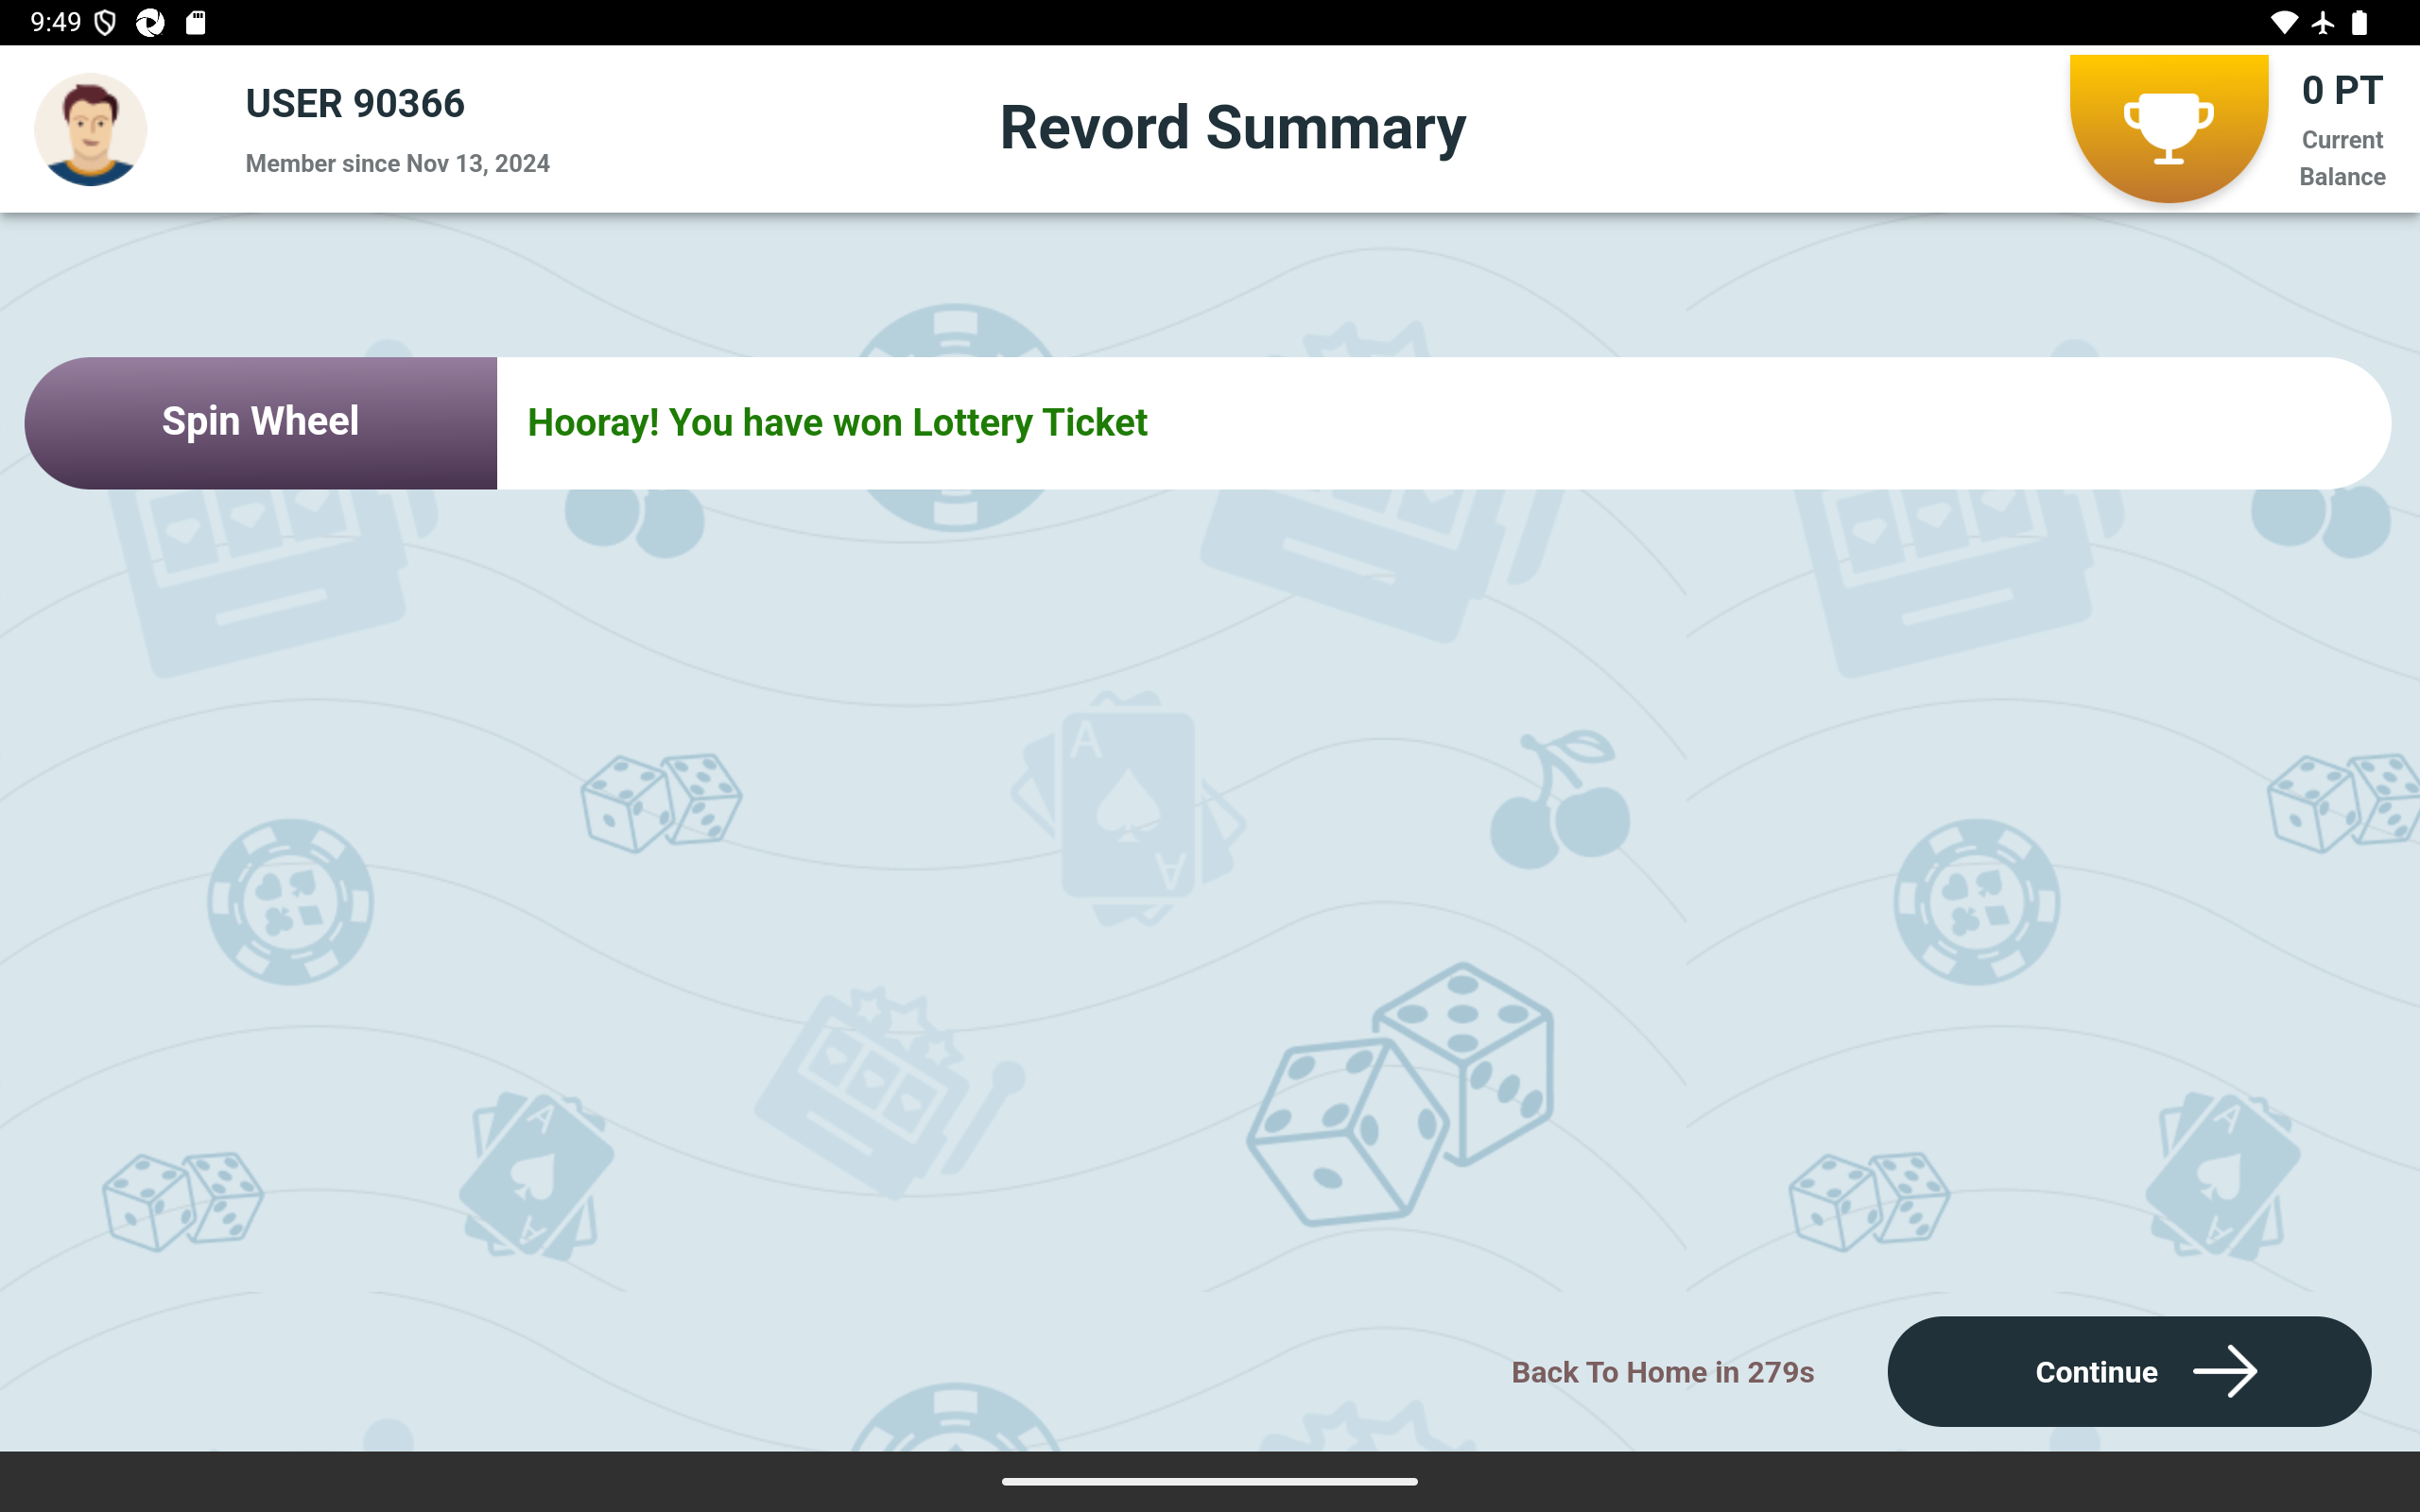 9:49
USER 90366
Member since Nov 13, 2024
Revord Summary
0 PT
Current
Balance
Spin Wheel
Hooray! You have won Lottery Ticket
A
A
A
A
A
A
Back To Home in 279s
Continue